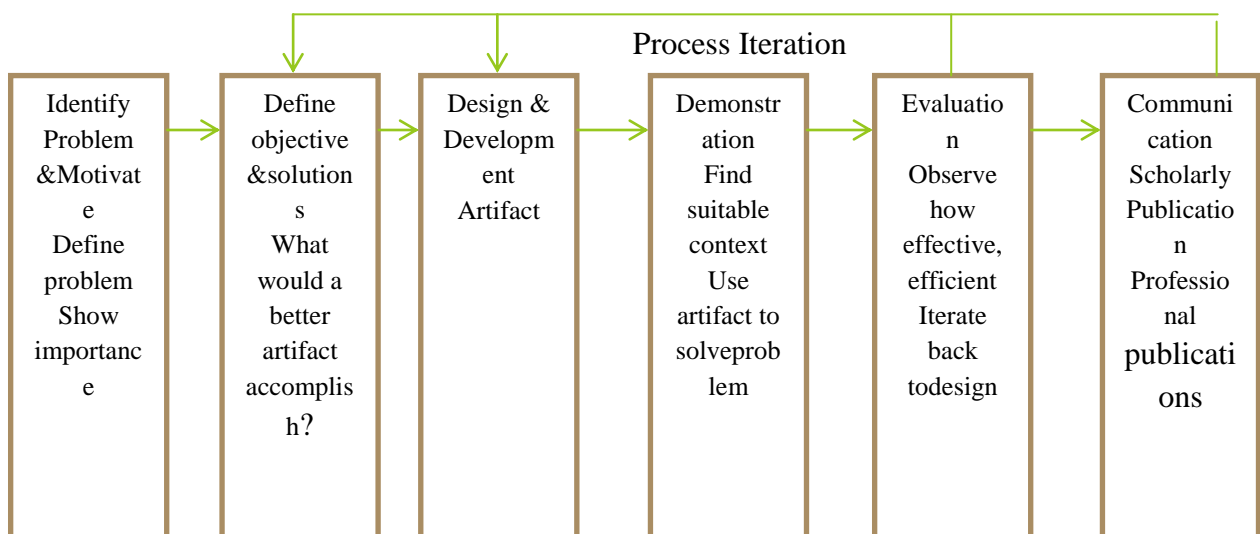 Process Iteration
Identify
Problem
&Motivat
e
Define
problem
Show
importanc
e
Define
objective
&solution
s
What
would a
better
artifact
accomplis
h?
Design &
Developm
ent
Artifact
Demonstr
ation
Find
suitable
context
Use
artifact to
solveprob
lem
Evaluatio
n
Observe
how
effective,
efficient
Iterate
back
todesign
Communi
cation
Scholarly
Publicatio
n
Professio
nal
publicati
ons